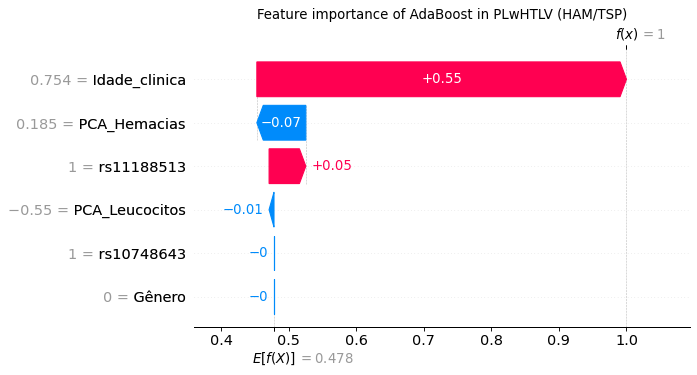 Feature importance of AdaBoost in PLwHTLV (HAM/TSP)
f(x) = 1
0.754 = Idade_clinica
+0.55
0.185 = PCA_Hemacias
−0.07
1 = rs11188513
+0.05
−0.55 = PCA_Leucocitos
−0.01
1 = rs10748643
−0
0 = Gênero
−0
0.4 0.5 0.6 0.7 0.8 0.9 1.0
E[f(X)] = 0.478